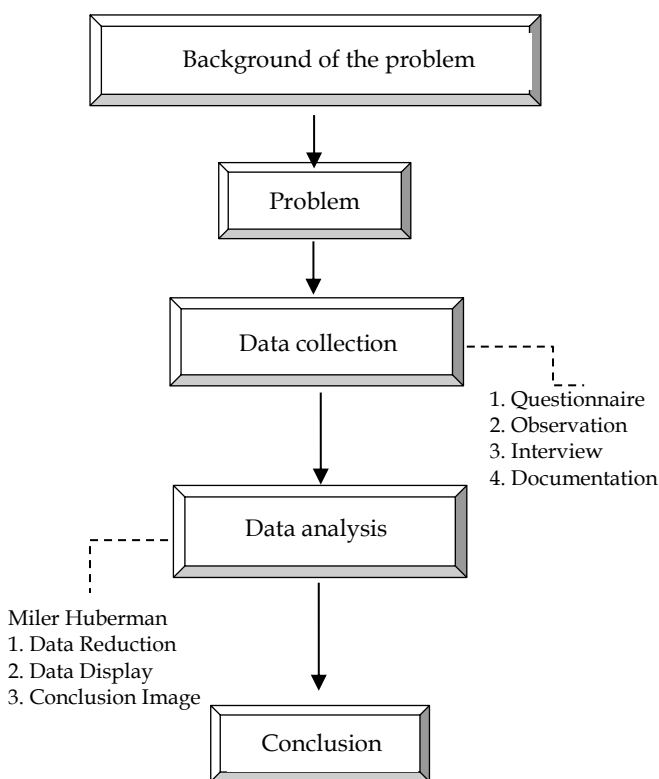 Background of the problem
Problem
Data collection
1. Questionnaire
2. Observation
3. Interview
4. Documentation
Data analysis
Miler Huberman
1. Data Reduction
2. Data Display
3. Conclusion Image
Conclusion